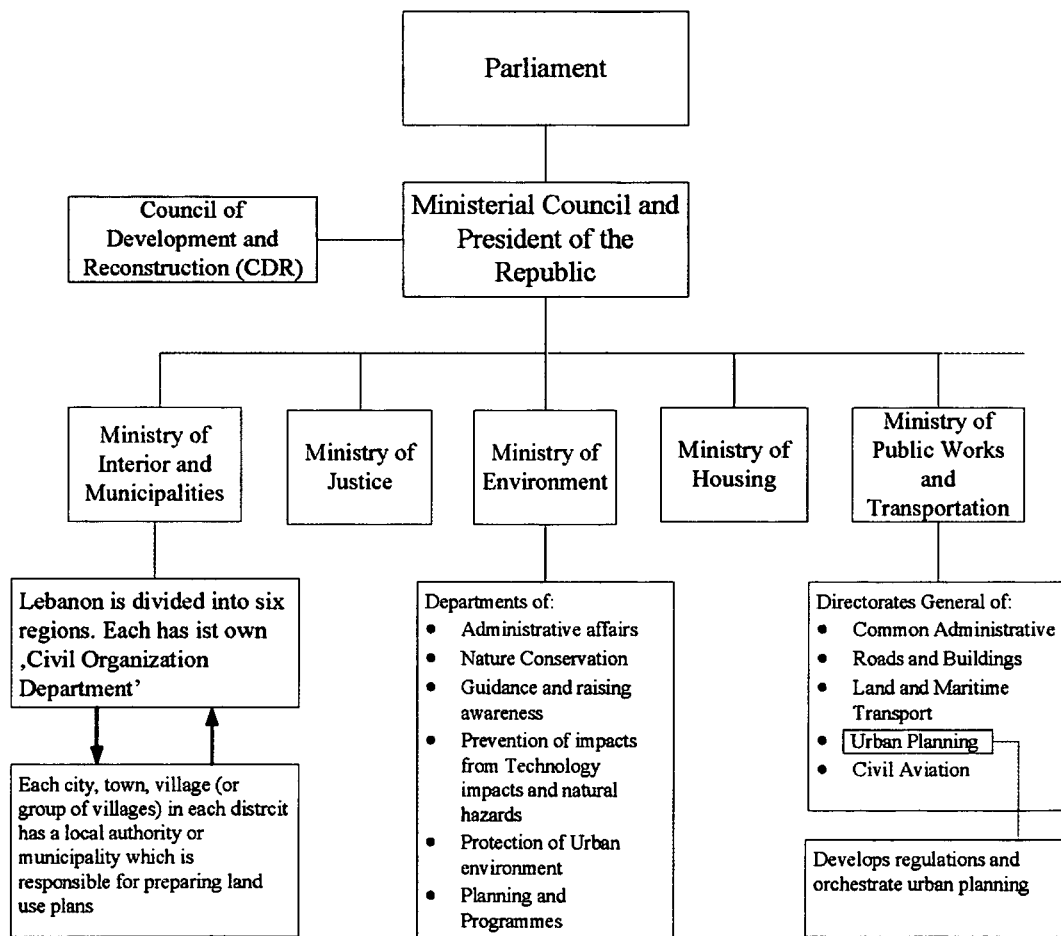 Parliament
Council of
Development and
Reconstruction (CDR)
Ministerial Council and
President of the
Republic
Ministry of
Interior and
Municipalities
Ministry of
Justice
Ministry of
Environment
Ministry of
Housing
Ministry of
Public Works
and
Transportation
Lebanon is divided into six
regions. Each has ist own
‚Civil Organization
Department’
Each city, town, village (or
group of villages) in each distrcit
has a local authority or
municipality which is
responsible for preparing land
use plans
Departments of:
● Administrative affairs
● Nature Conservation
● Guidance and raising
awareness
● Prevention of impacts
from Technology
impacts and natural
hazards
● Protection of Urban
environment
● Planning and
Programmes
Directorates General of:
● Common Administrative
● Roads and Buildings
● Land and Maritime
Transport
● Urban Planning
● Civil Aviation
Develops regulations and
orchestrate urban planning